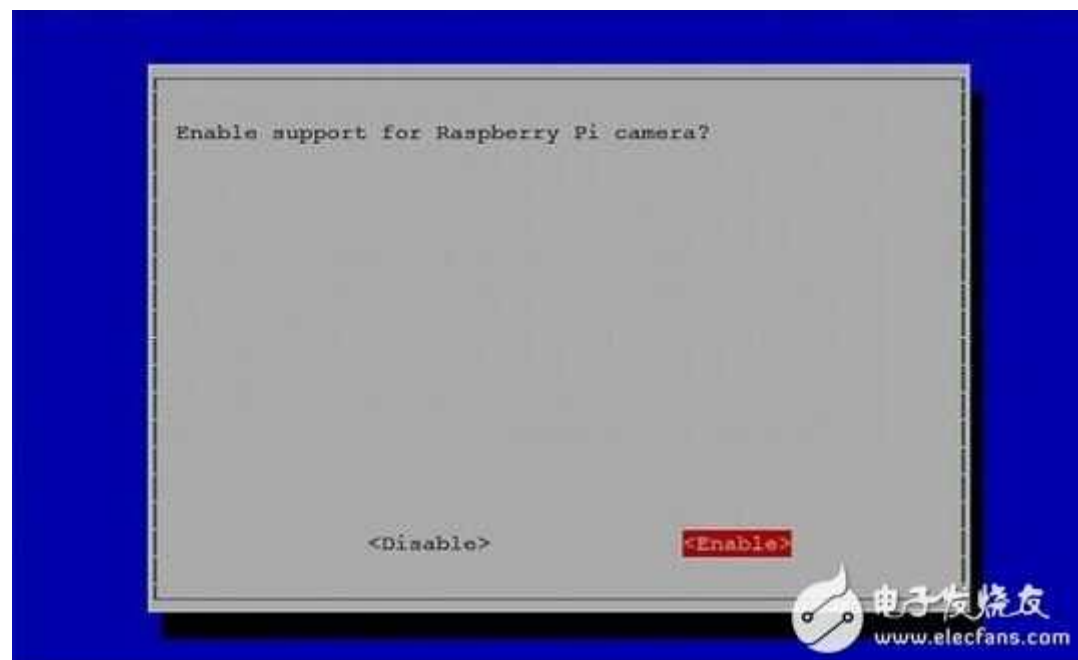 Enable support for Raspberry Pi camera?
<Disable>
<Enable>
电子发烧友
www.elecfans.com